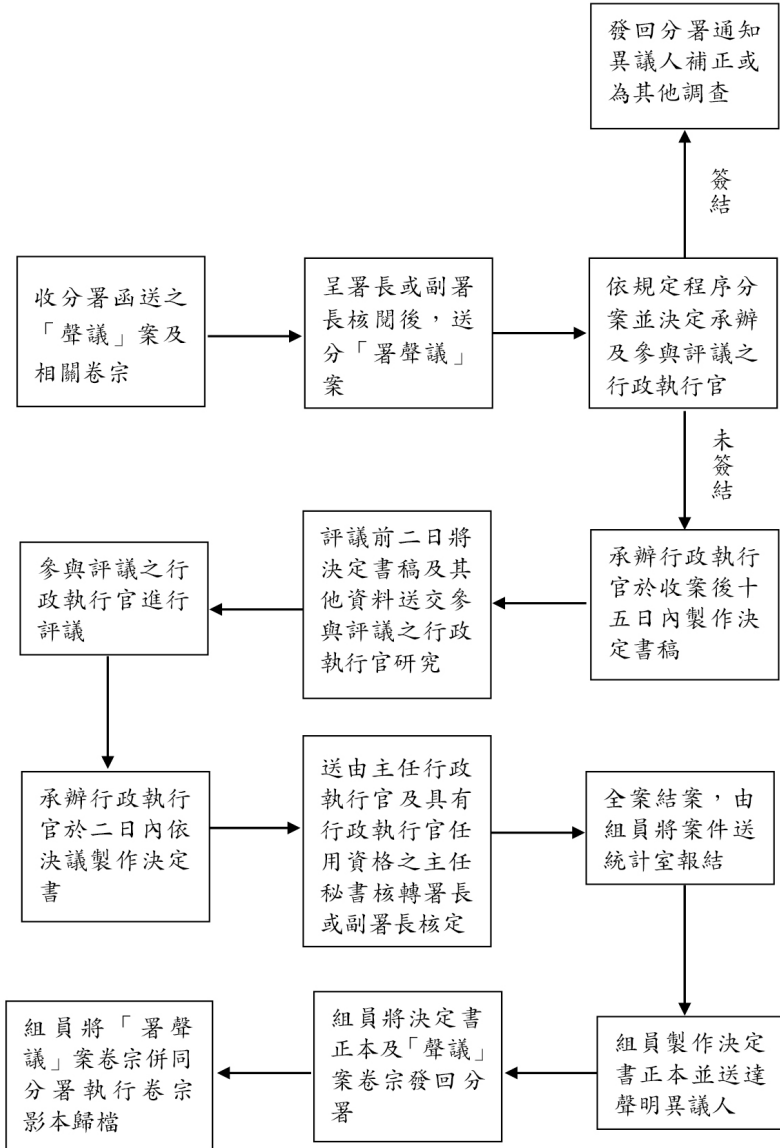 發回分署通知
異議人補正或
為其他調查
簽結
收分署函送之
「聲議」案及
相關卷宗
呈署長或副署
長核閱後，送
分「署聲議」
案
依規定程序分
案並決定承辦
及參與評議之
行政執行官
未簽結
承辦行政執行
官於收案後十
五日內製作決
定書稿
評議前二日將
決定書稿及其
他資料送交參
與評議之行政
執行官研究
參與評議之行
政執行官進行
評議
承辦行政執行
官於二日內依
決議製作決定
書
送由主任行政
執行官及具有
行政執行官任
用資格之主任
秘書核轉署長
或副署長核定
全案結案，由
組員將案件送
統計室報結
組員製作決定
書正本並送達
聲明異議人
組員將決定書
正本及「聲議」
案卷宗發回分
署
組員將「署聲
議」案卷宗併同
分署執行卷宗
影本歸檔